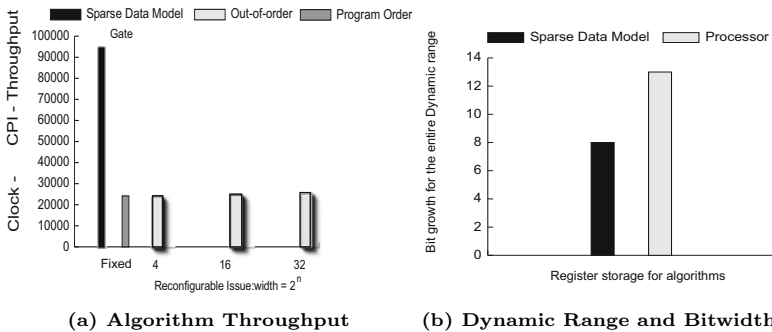 Sparse Data Model Out-of-order Program Order
Gate
Clock - CPI - Throughput
100000
90000
80000
70000
60000
50000
40000
30000
20000
10000
0
Fixed 4 16 32
Reconfigurable Issue:width = 2^n
(a) Algorithm Throughput
Sparse Data Model Processor
Bit growth for the entire Dynamic range
14
12
10
8
6
4
2
0
Register storage for algorithms
(b) Dynamic Range and Bitwidth